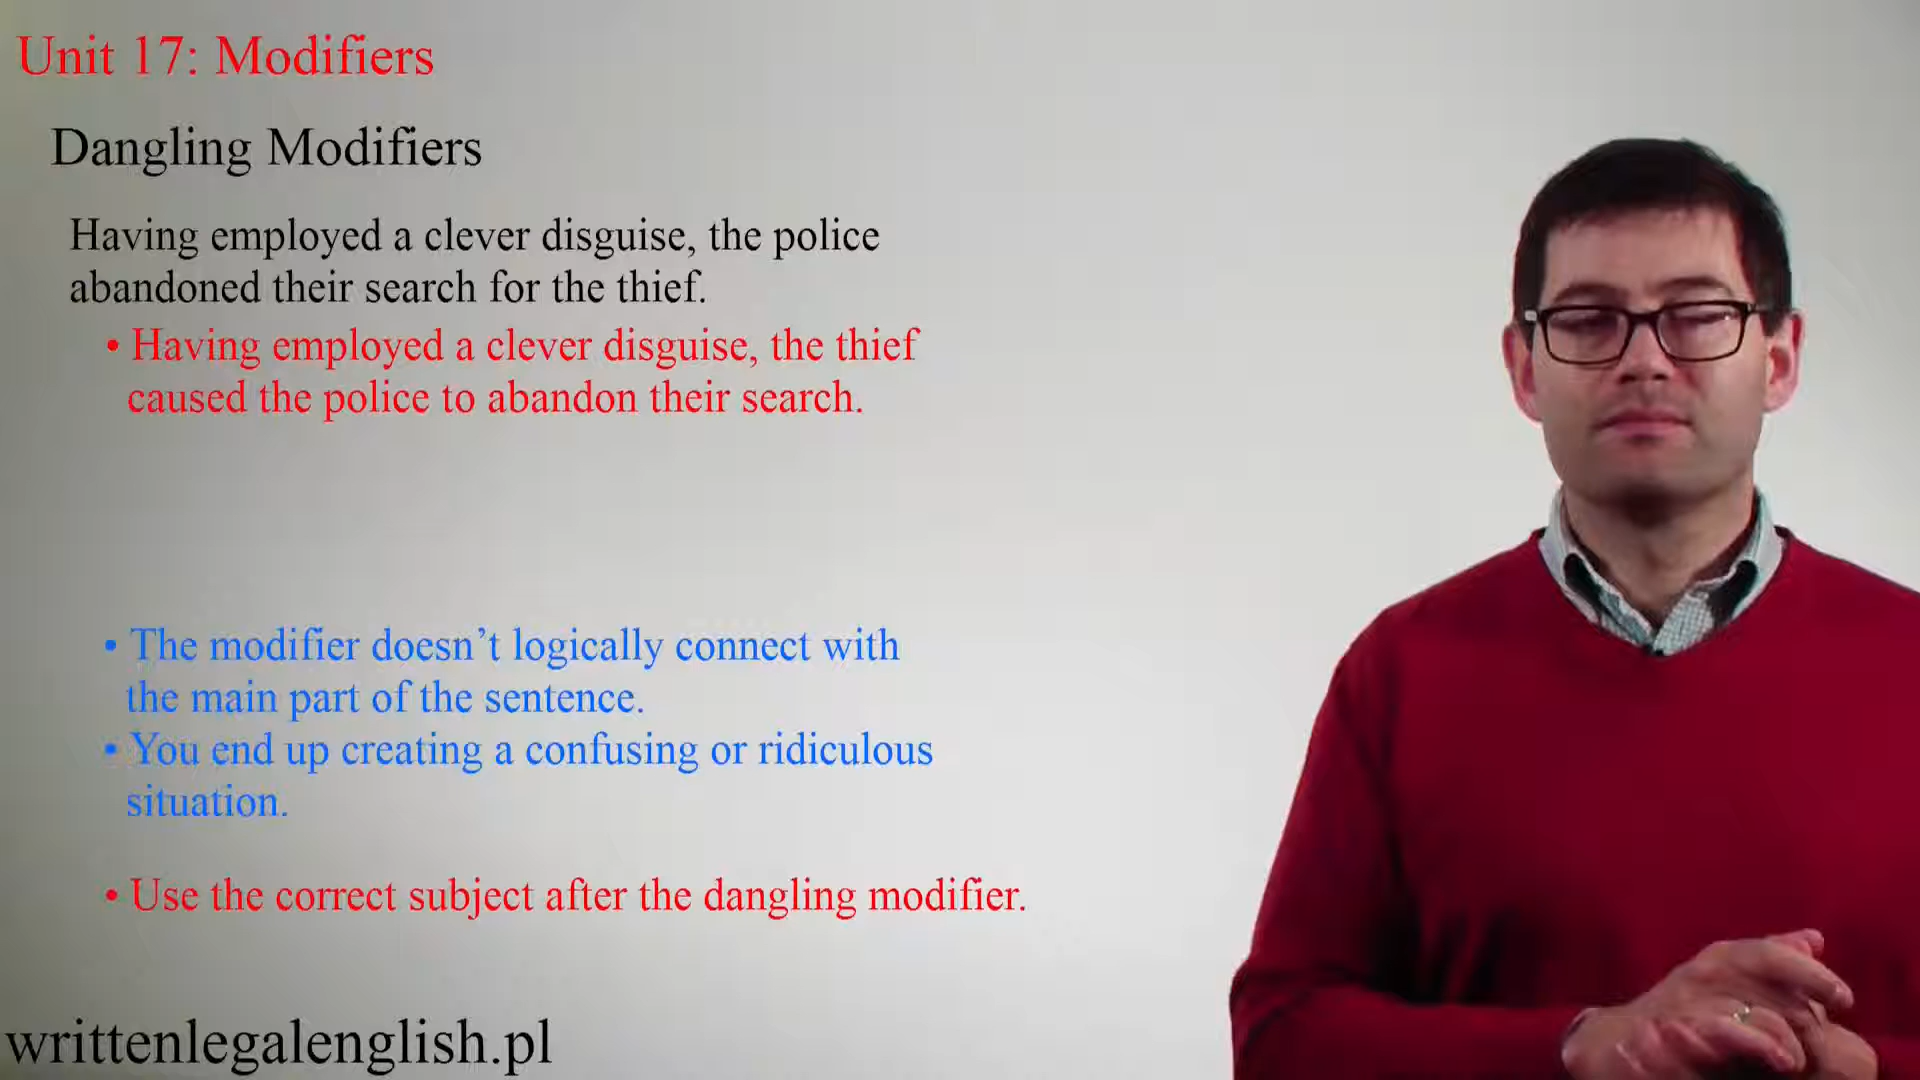 Unit 17: Modifiers
Dangling Modifiers
Having employed a clever disguise, the police
abandoned their search for the thief.
• Having employed a clever disguise, the thief
caused the police to abandon their search.
• The modifier doesn’t logically connect with
the main part of the sentence.
• You end up creating a confusing or ridiculous
situation.
• Use the correct subject after the dangling modifier.
writtenlegalenglish.pl